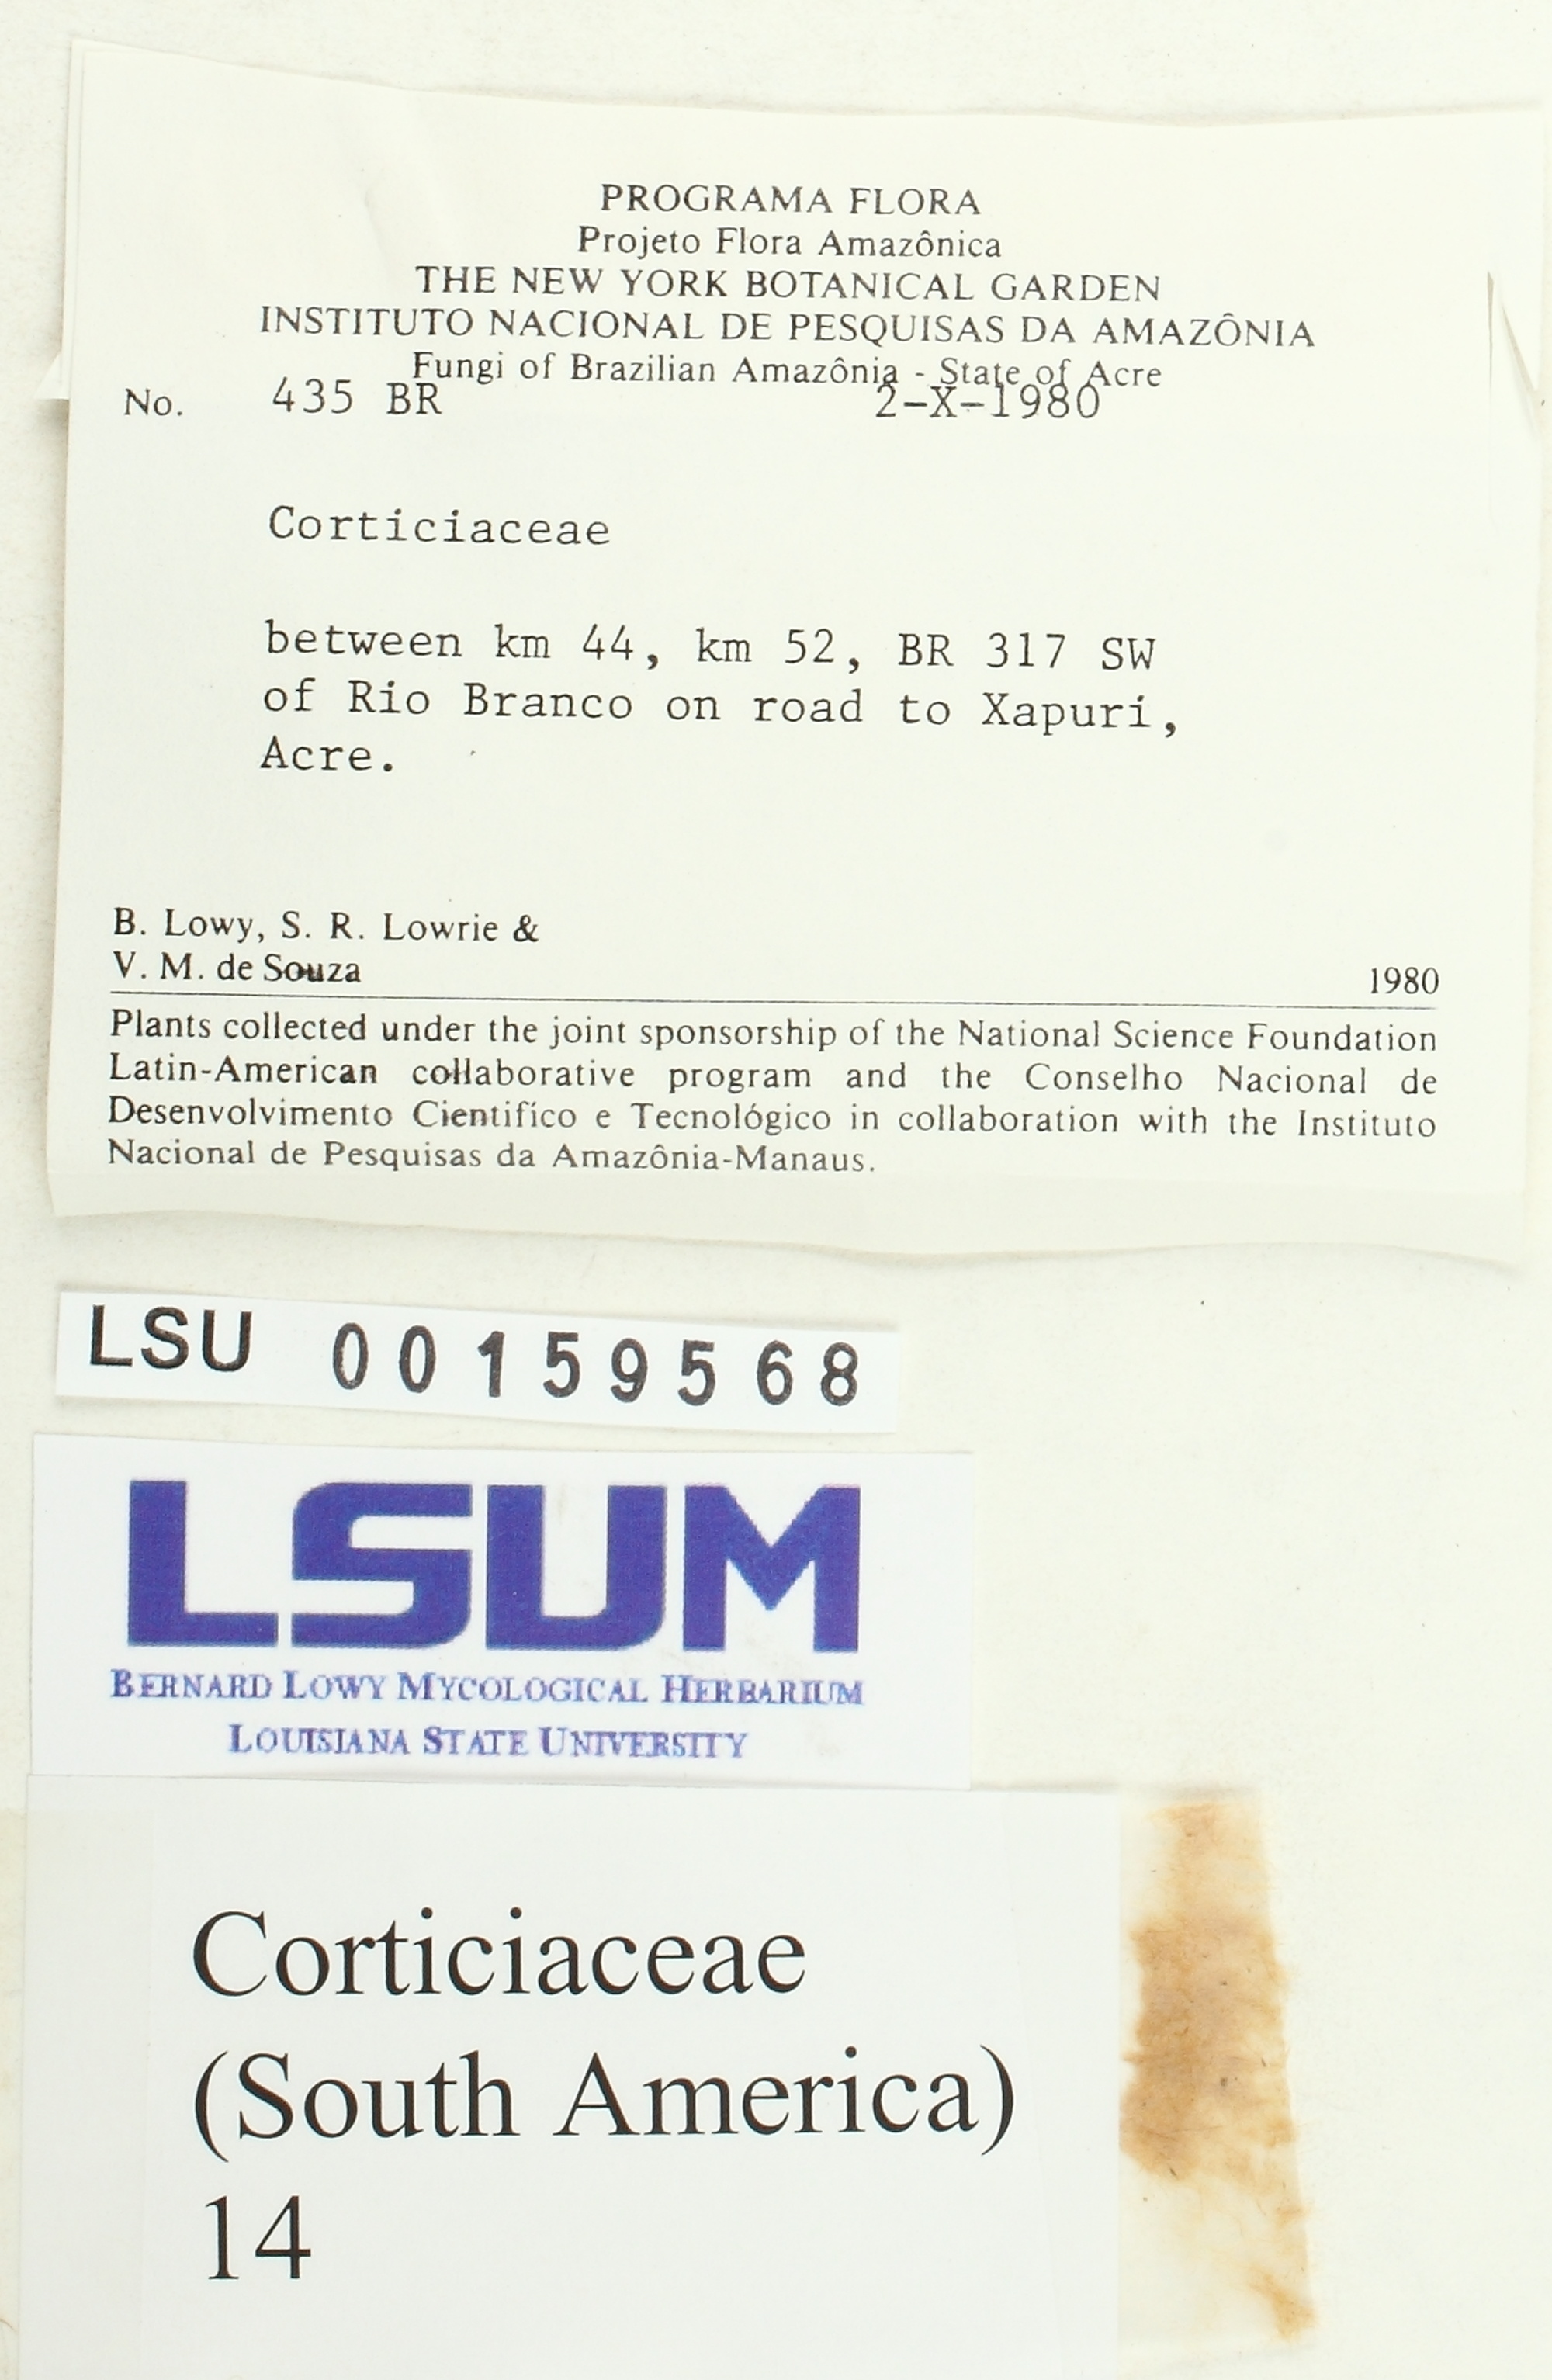 PROGRAMA FLORA
Projeto Flora Amazônica
THE NEW YORK BOTANICAL GARDEN
INSTITUTO NACIONAL DE PESQUISAS DA AMAZÔNIA
Fungi of Brazilian Amazônia - State of Acre
No. 435 BR 2-X-1980
Corticiaceae
between km 44, km 52, BR 317 SW
of Rio Branco on road to Xapuri,
Acre.
B. Lowy, S. R. Lowrie &
V. M. de Souza 1980
Plants collected under the joint sponsorship of the National Science Foundation
Latin-American collaborative program and the Conselho Nacional de
Desenvolvimento Cientifíco e Tecnológico in collaboration with the Instituto
Nacional de Pesquisas da Amazônia-Manaus.
LSU 00159568
LSUM
BERNARD LOWY MYCOLOGICAL HERBARIUM
LOUISIANA STATE UNIVERSITY
Corticiaceae
(South America)
14